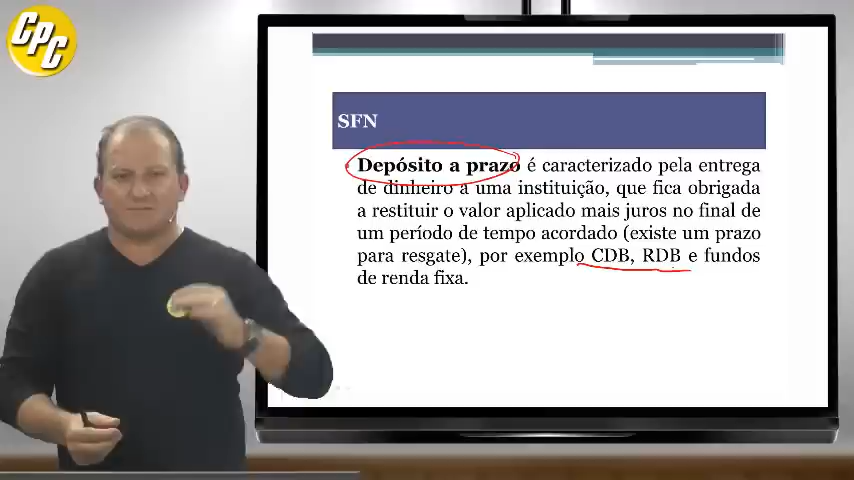 CPC
SFN
Depósito a prazo é caracterizado pela entrega
de dinheiro a uma instituição, que fica obrigada
a restituir o valor aplicado mais juros no final de
um período de tempo acordado (existe um prazo
para resgate), por exemplo CDB, RDB e fundos
de renda fixa.